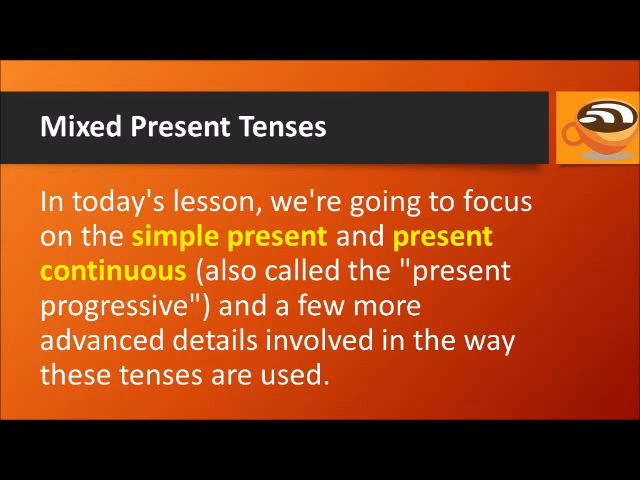 Mixed Present Tenses
In today's lesson, we're going to focus
on the simple present and present
continuous (also called the "present
progressive") and a few more
advanced details involved in the way
these tenses are used.